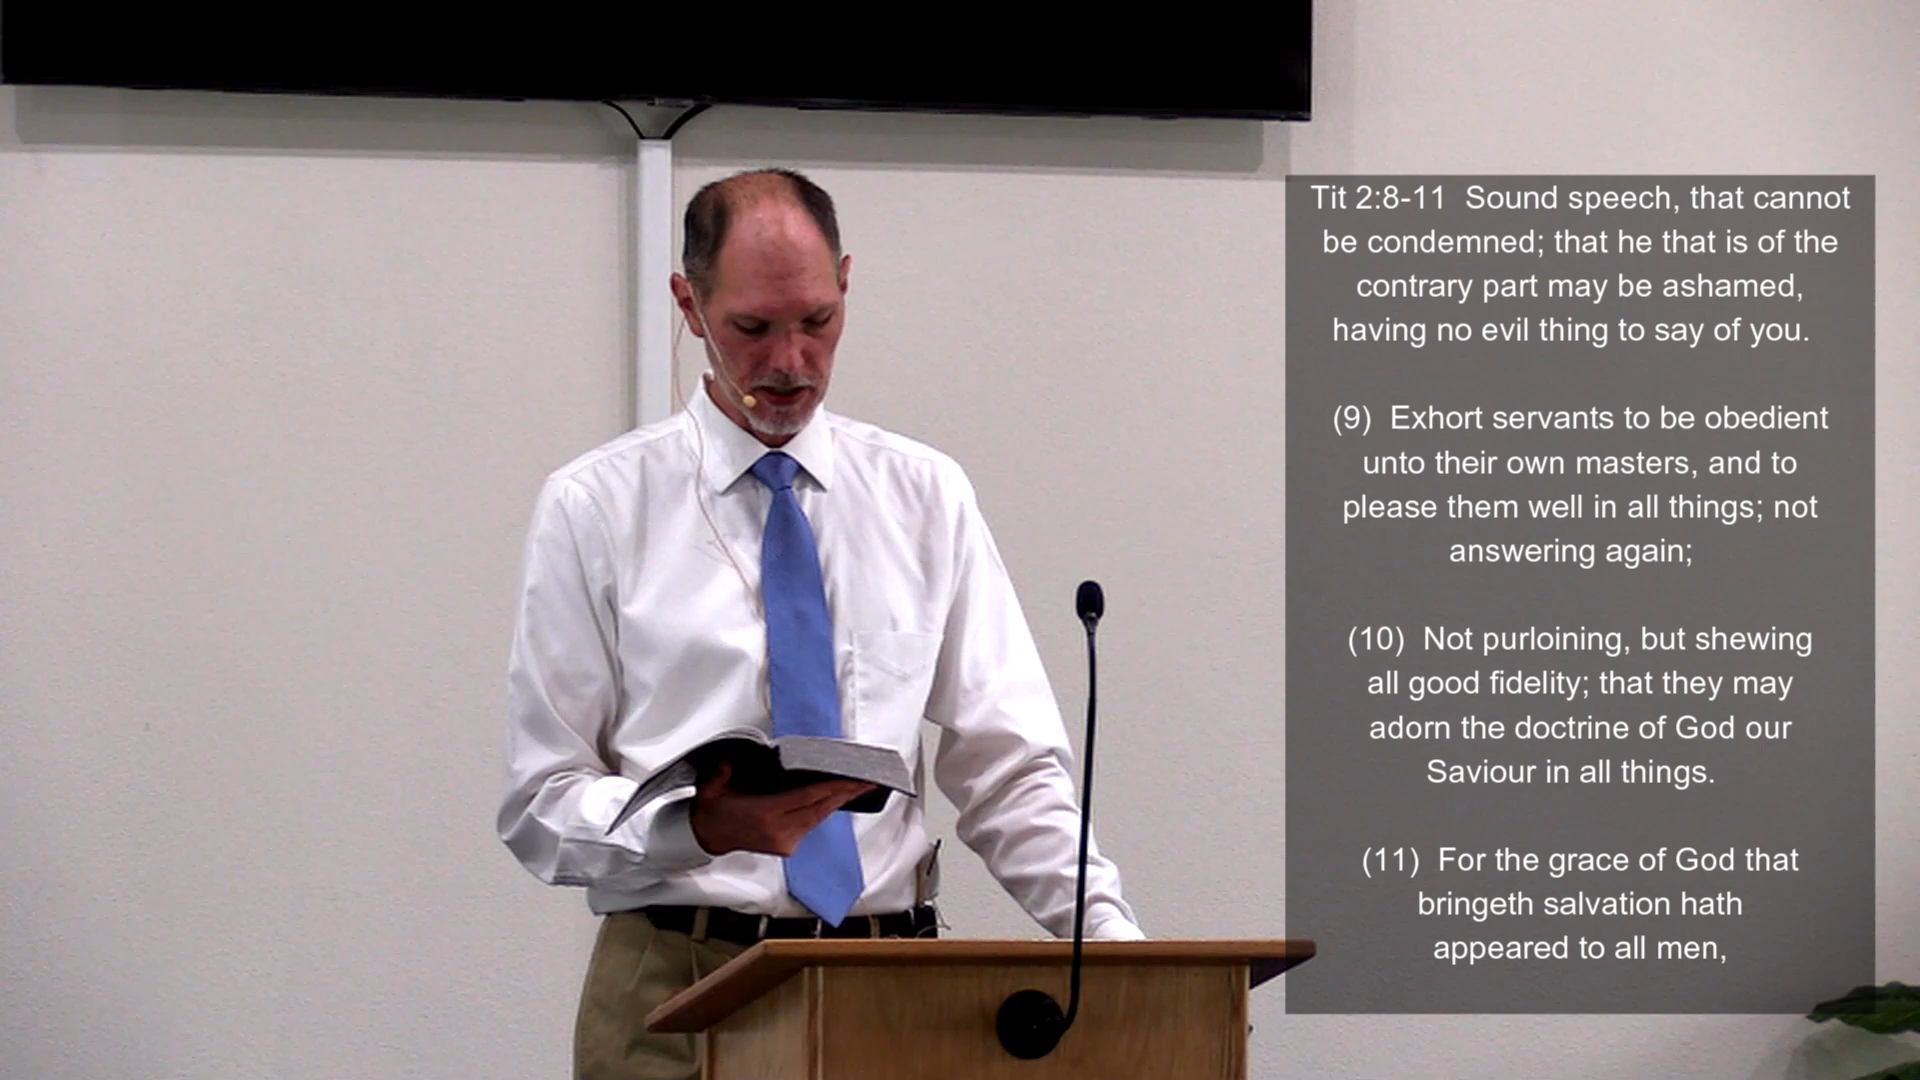 Tit 2:8-11  Sound speech, that cannot
be condemned; that he that is of the
contrary part may be ashamed,
having no evil thing to say of you.
(9)  Exhort servants to be obedient
unto their own masters, and to
please them well in all things; not
answering again;
(10)  Not purloining, but shewing
all good fidelity; that they may
adorn the doctrine of God our
Saviour in all things.
(11)  For the grace of God that
bringeth salvation hath
appeared to all men,